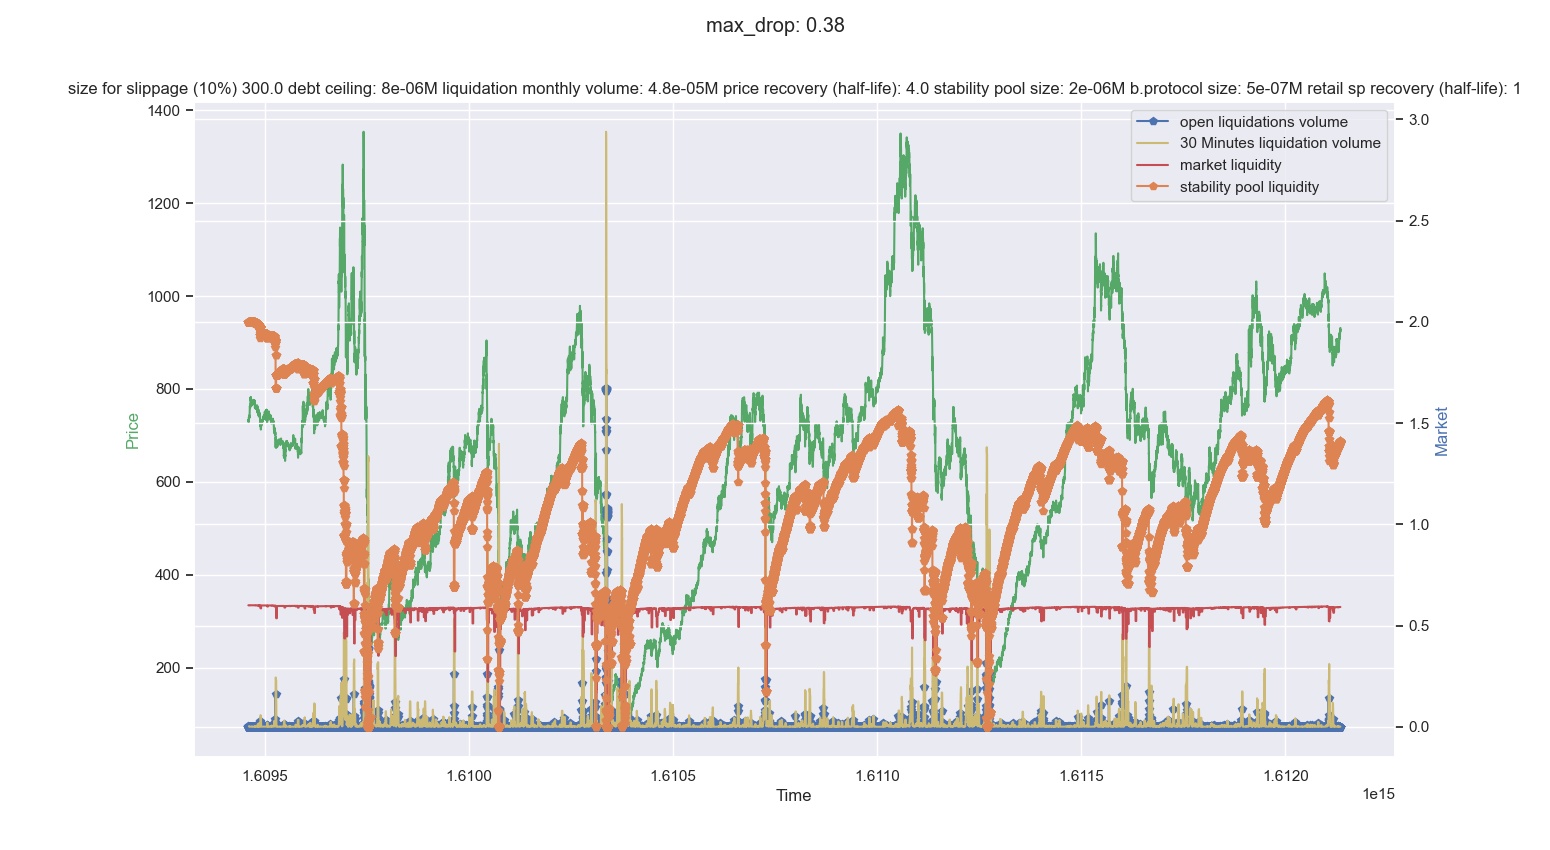 max_drop: 0.38
size for slippage (10%) 300.0 debt ceiling: 8e-06M liquidation monthly volume: 4.8e-05M price recovery (half-life): 4.0 stability pool size: 2e-06M b.protocol size: 5e-07M retail sp recovery (half-life): 1
1400
1200
1000
800
600
400
200
Price
open liquidations volume
30 Minutes liquidation volume
market liquidity
stability pool liquidity
3.0
2.5
2.0
1.5
1.0
0.5
0.0
Market
1.6095 1.6100 1.6105 1.6110 1.6115 1.6120
Time
1e15